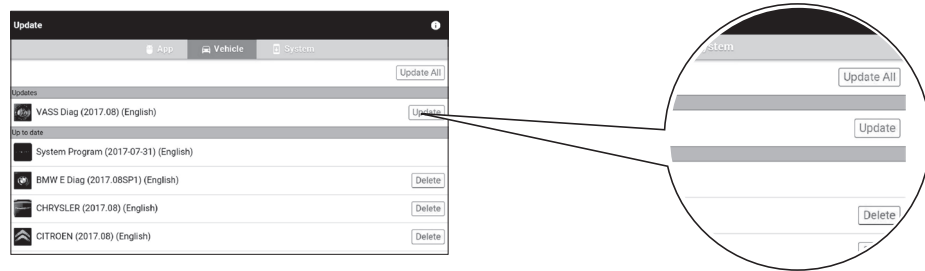 Update
App Vehicle System
Update All
Updates
VASS Diag (2017.08) (English) Update
Up to date
System Program (2017-07-31) (English)
BMW E Diag (2017.08SP1) (English) Delete
CHRYSLER (2017.08) (English) Delete
CITROEN (2017.08) (English) Delete
ystem
Update All
Update
Delete